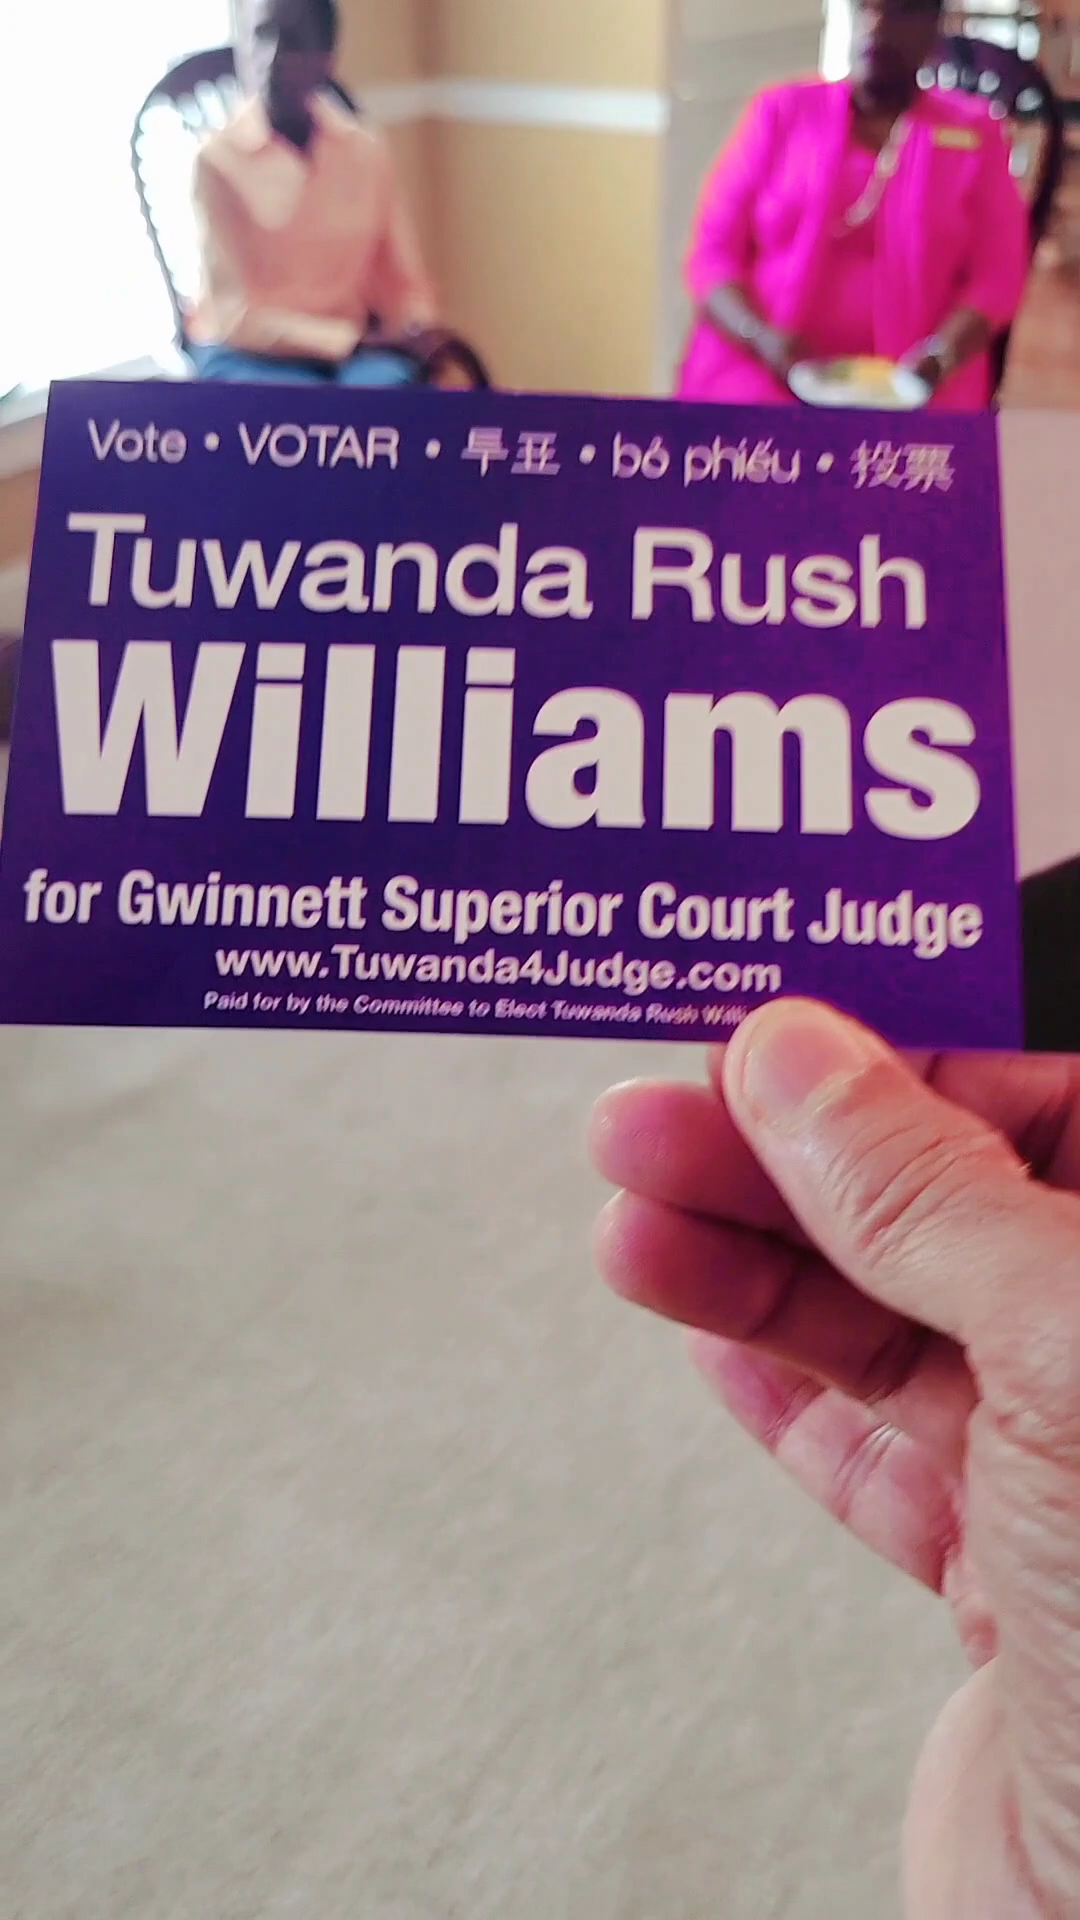 Vote • VOTAR • 투표 • bỏ phiếu • 投票
Tuwanda Rush
Williams
for Gwinnett Superior Court Judge
www.Tuwanda4Judge.com
Paid for by the Committee to Elect Tuwanda Rush